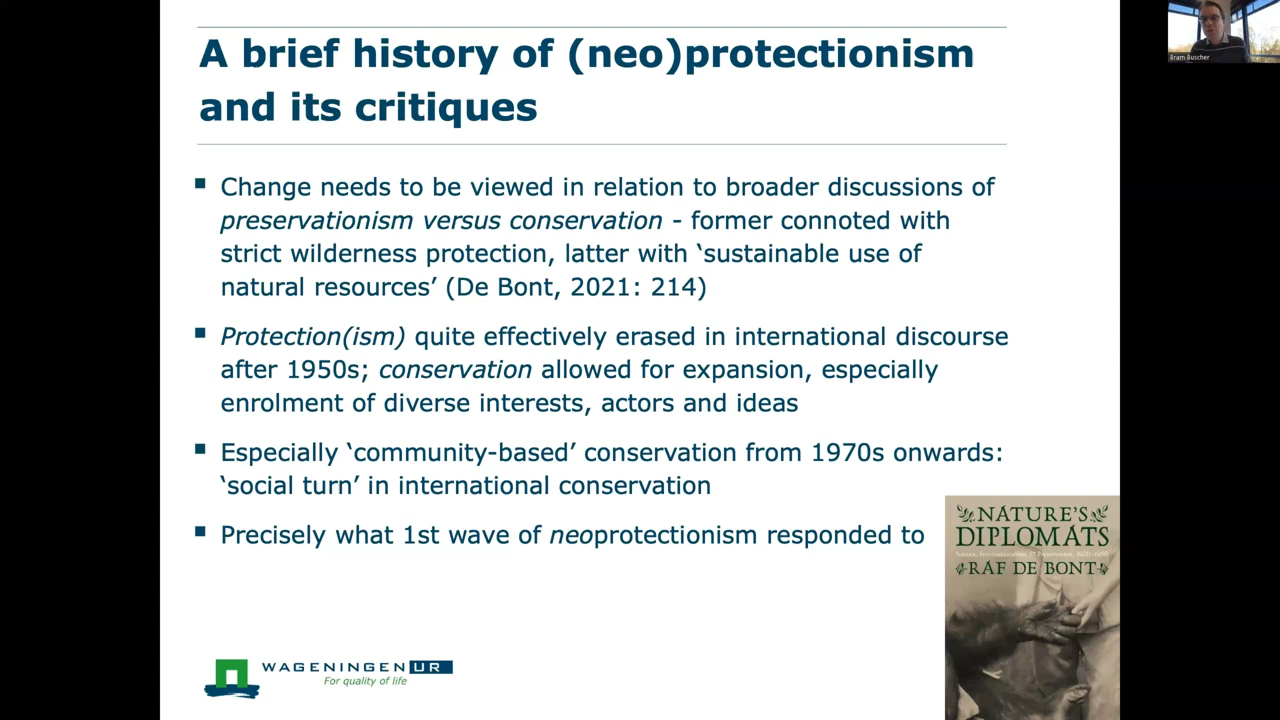 A brief history of (neo)protectionism
and its critiques
Bram Buscher
▪ Change needs to be viewed in relation to broader discussions of
preservationism versus conservation - former connoted with
strict wilderness protection, latter with ‘sustainable use of
natural resources’ (De Bont, 2021: 214)
▪ Protection(ism) quite effectively erased in international discourse
after 1950s; conservation allowed for expansion, especially
enrolment of diverse interests, actors and ideas
▪ Especially ‘community-based’ conservation from 1970s onwards:
‘social turn’ in international conservation
▪ Precisely what 1st wave of neoprotectionism responded to
NATURE'S
DIPLOMATS
Science, Internationalism, & Preservation,
RAF DE BONT
WAGENINGEN UR
For quality of life